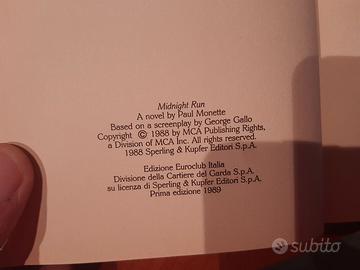 Midnight Run
A novel by Paul Monette
Based on a screenplay by George Gallo
Copyright © 1988 by MCA Publishing Rights,
a Division of MCA Inc. All rights reserved.
1988 Sperling & Kupfer Editori S.p.A.
Edizione Euroclub Italia
Divisione della Cartiere del Garda S.p.A.
su licenza di Sperling & Kupfer Editori S.p.A.
Prima edizione 1989
subito